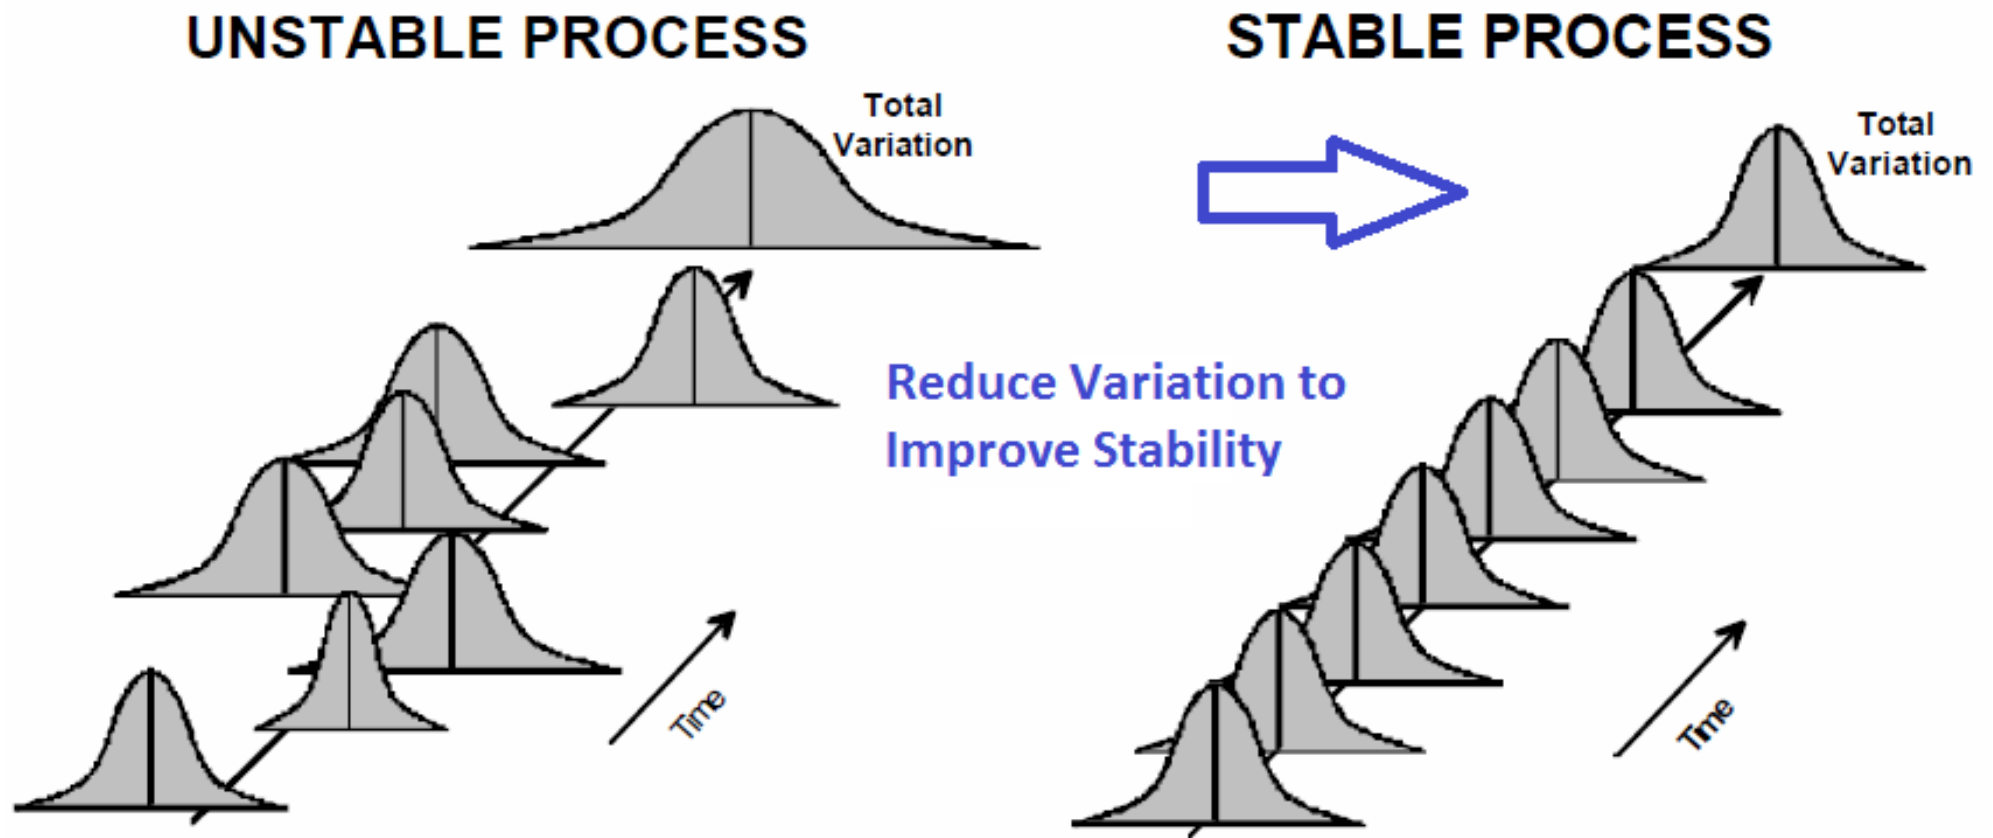 UNSTABLE PROCESS
STABLE PROCESS
Total
Variation
Total
Variation
Reduce Variation to
Improve Stability
Time
Time